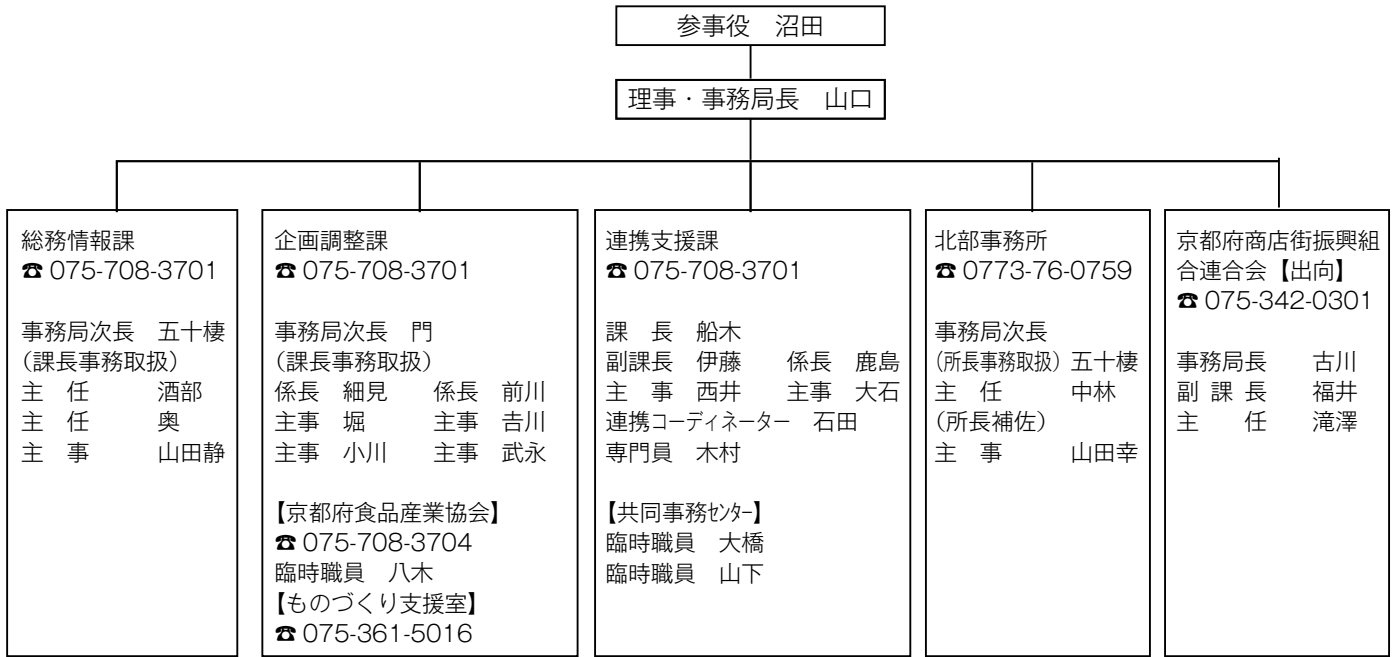 参事役　沼田
理事・事務局長　山口
総務情報課
☎ 075-708-3701
事務局次長　五十棲
(課長事務取扱)
主　任　　　酒部
主　任　　　奥
主　事　　　山田静
企画調整課
☎ 075-708-3701
事務局次長　門
(課長事務取扱)
係長　細見　　係長　前川
主事　堀　　　主事　𠮷川
主事　小川　　主事　武永
【京都府食品産業協会】
☎ 075-708-3704
臨時職員　八木
【ものづくり支援室】
☎ 075-361-5016
連携支援課
☎ 075-708-3701
課　長　船木
副課長　伊藤　　係長　鹿島
主　事　西井　　主事　大石
連携コーディネーター　石田
専門員　木村
【共同事務ｾﾝﾀｰ】
臨時職員　大橋
臨時職員　山下
北部事務所
☎ 0773-76-0759
事務局次長
(所長事務取扱) 五十棲
主　任　　　　中林
(所長補佐)
主　事　　　　山田幸
京都府商店街振興組
合連合会【出向】
☎ 075-342-0301
事務局長　　古川
副 課 長　　福井
主　　任　　滝澤